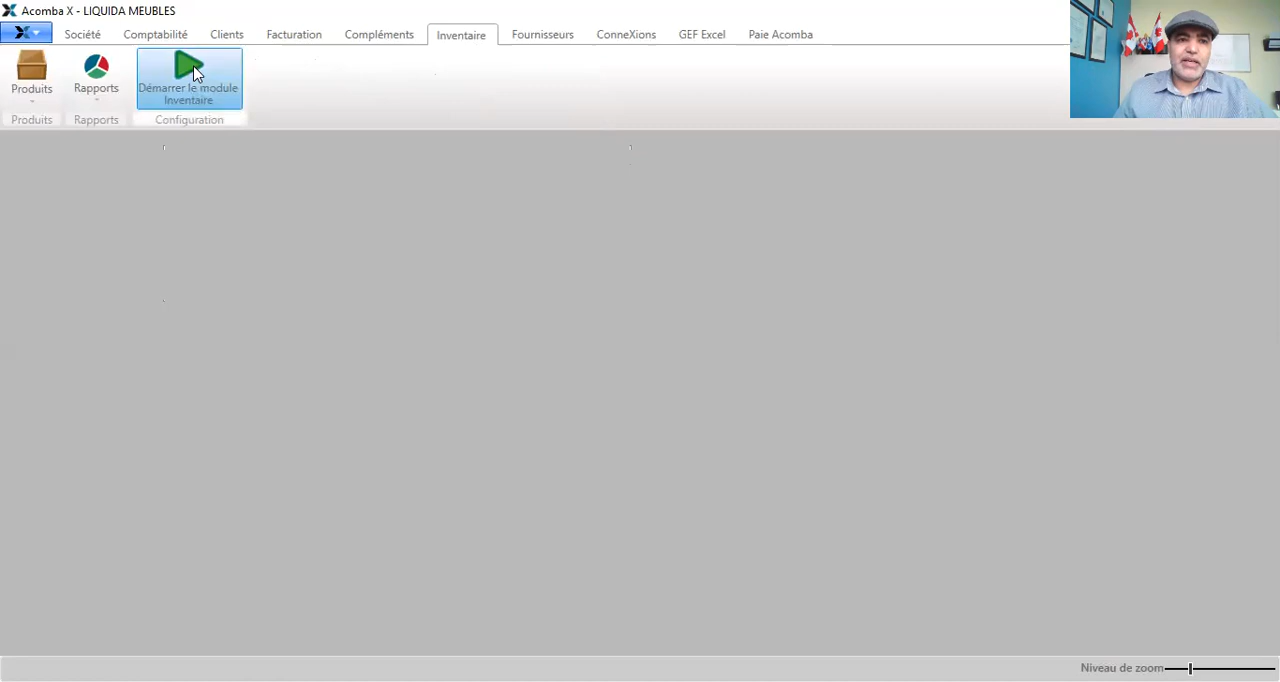 Acomba X - LIQUIDA MEUBLES
Société Comptabilité Clients Facturation Compléments Inventaire Fournisseurs ConneXions GEF Excel Paie Acomba
Produits
Rapports
Démarrer le module
Inventaire
Produits Rapports Configuration
Niveau de zoom